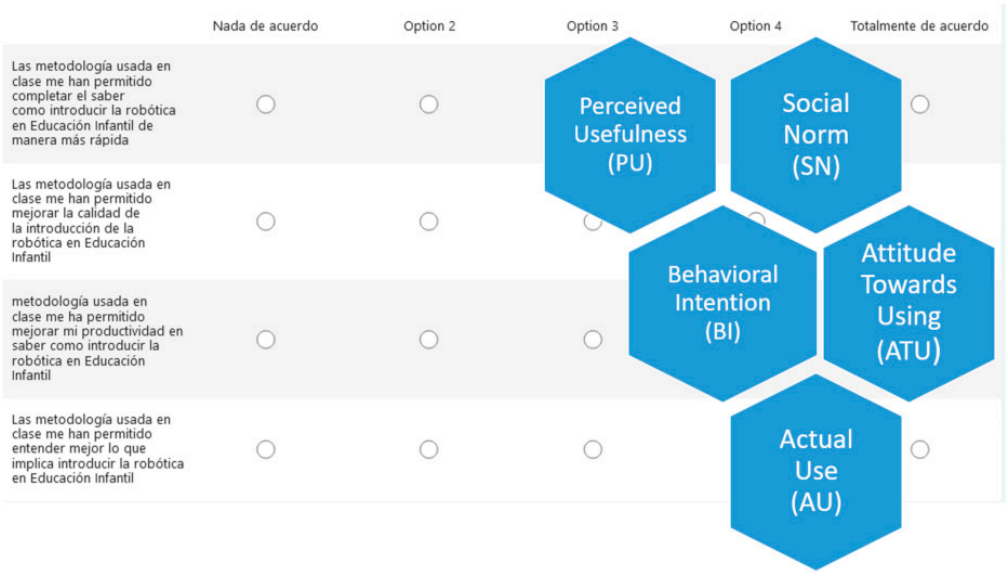 Nada de acuerdo
Option 2
Option 3
Option 4
Totalmente de acuerdo
Las metodología usada en
clase me han permitido
completar el saber
como introducir la robótica
en Educación Infantil de
manera más rápida
Las metodología usada en
clase me han permitido
mejorar la calidad de
la introducción de la
robótica en Educación
Infantil
metodología usada en
clase me ha permitido
mejorar mi productividad en
saber como introducir la
robótica en Educación
Infantil
Las metodología usada en
clase me han permitido
entender mejor lo que
implica introducir la robótica
en Educación Infantil
Perceived
Usefulness
(PU)
Social
Norm
(SN)
Behavioral
Intention
(BI)
Attitude
Towards
Using
(ATU)
Actual
Use
(AU)